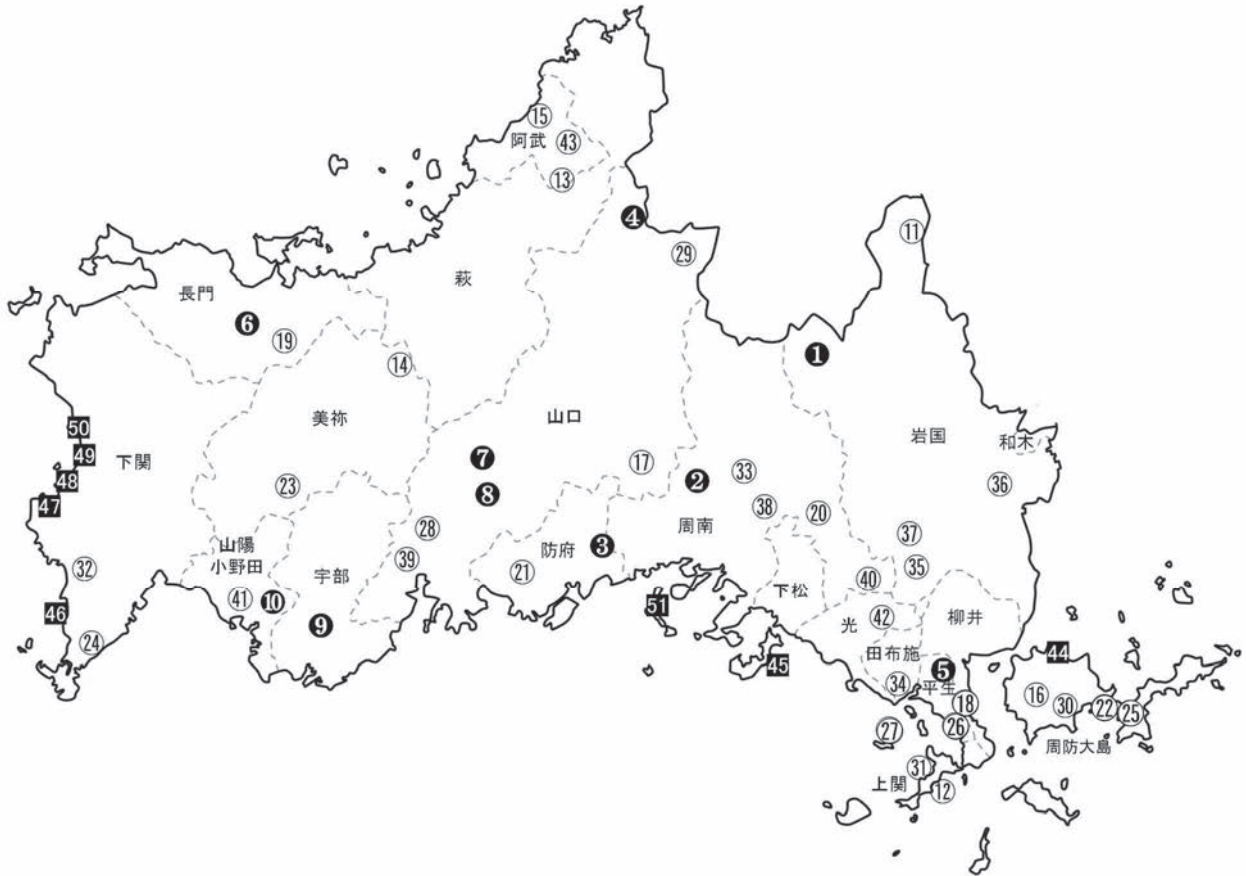 ⑮
阿武
㊸
⑬
❹
⑪
㉙
萩
長門
❻
⑲
❶
⑭
美祢
山口
岩国
50
和木
49
下関
❼
⑰
㉝
48
❷
㊱
㉓
❽
47
㊳
⑳
周南
㉘
㊲
山陽
小野田
防府
❸
㉜
㊴
㉟
宇部
㉑
㊵
下松
41
❿
46
51
❾
光
㊷
柳井
㉔
田布施
44
45
❺
㉞
平生
⑯
⑱
㉚
㉒
㉕
㉗
㉖
周防大島
㉛
上関
⑫